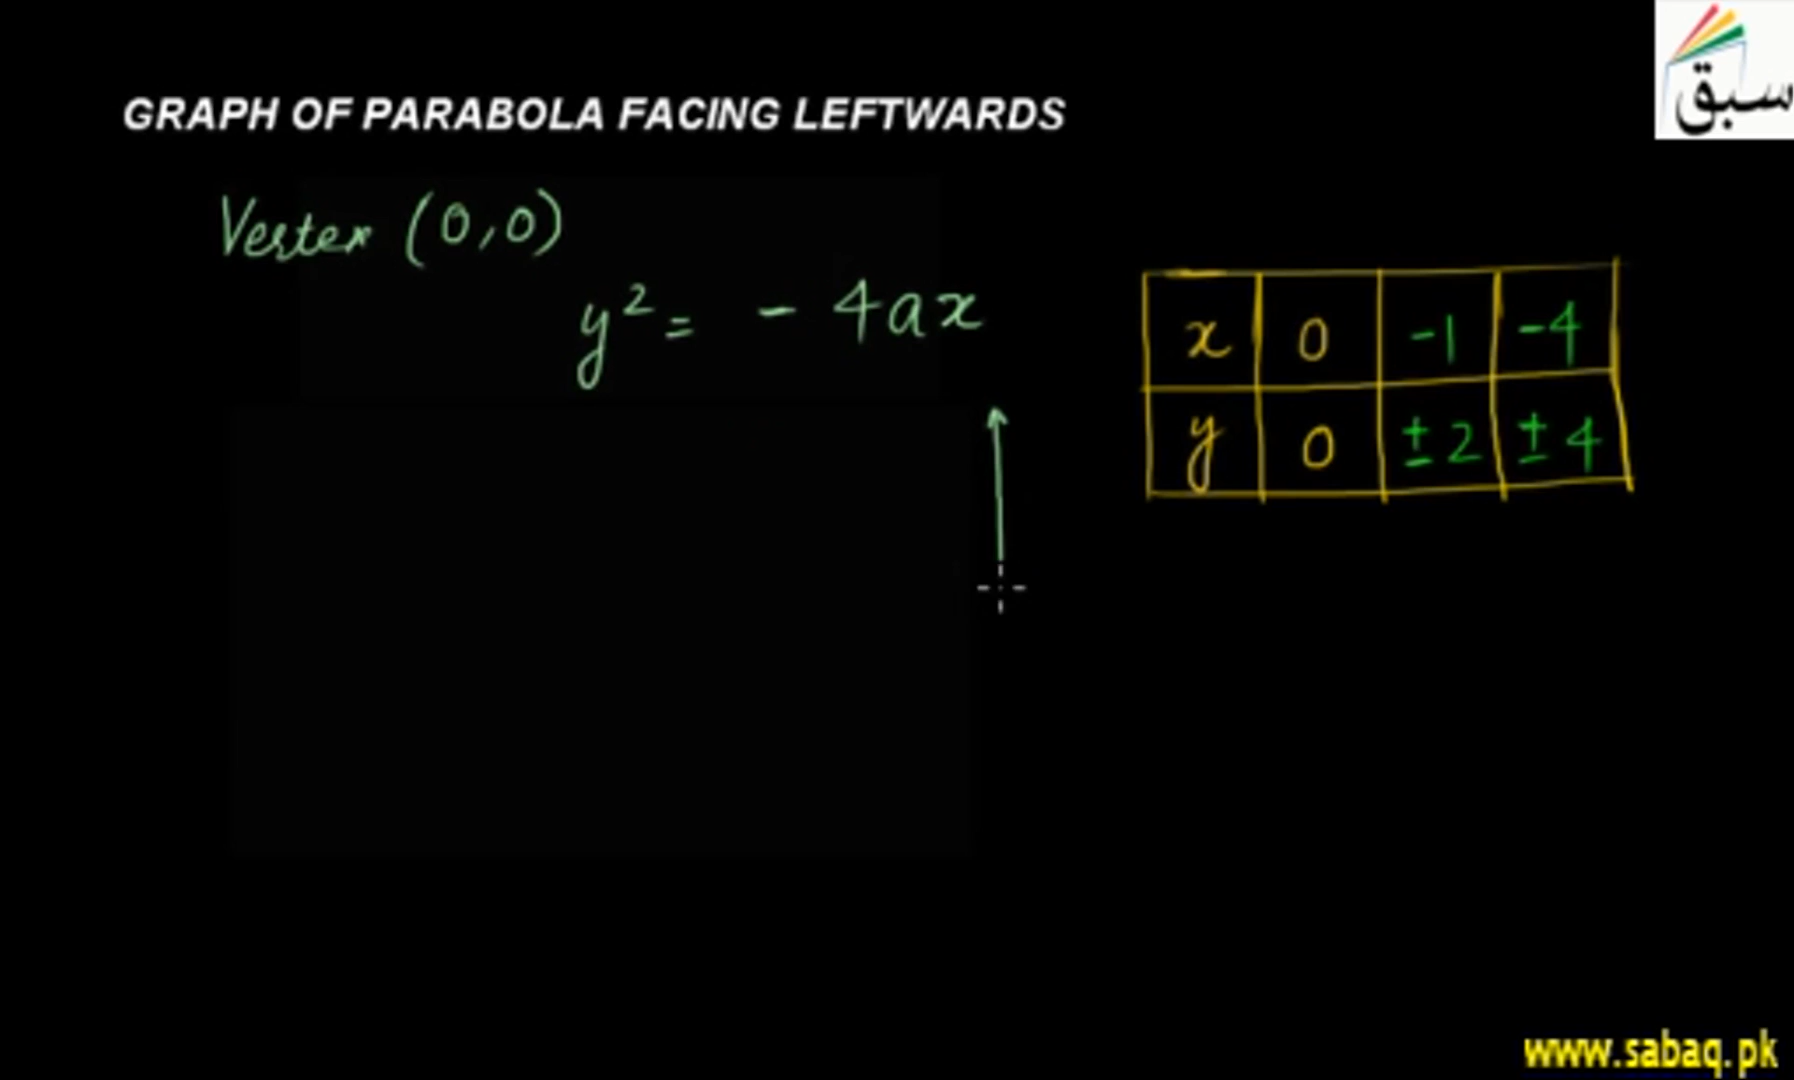 سبق
GRAPH OF PARABOLA FACING LEFTWARDS
Vertex (0,0)
y² = - 4ax
x 0 -1 -4
y 0 ±2 ±4
www.sabaq.pk